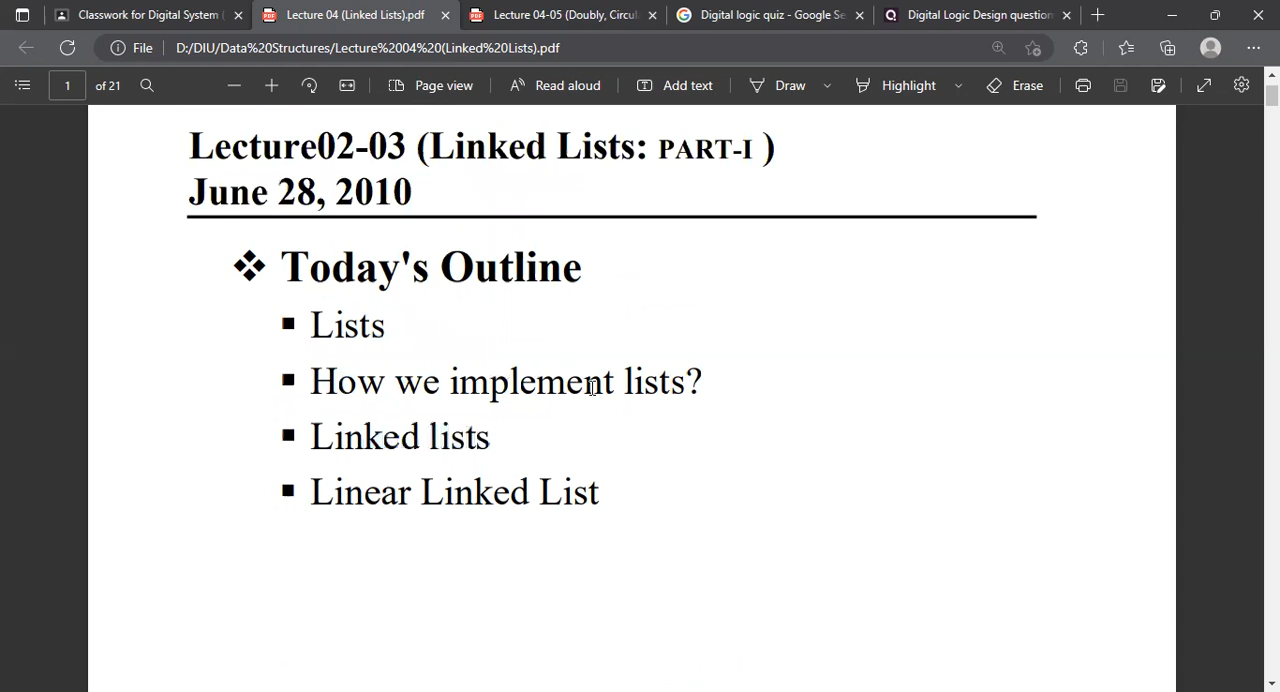 Classwork for Digital System (
Lecture 04 (Linked Lists).pdf
Lecture 04-05 (Doubly, Circul
Digital logic quiz - Google Se
Digital Logic Design question
File
D:/DIU/Data%20Structures/Lecture%2004%20(Linked%20Lists).pdf
1 of 21
Page view
Read aloud
Add text
Draw
Highlight
Erase
Lecture02-03 (Linked Lists: PART-I )
June 28, 2010
Today's Outline
Lists
How we implement lists?
Linked lists
Linear Linked List